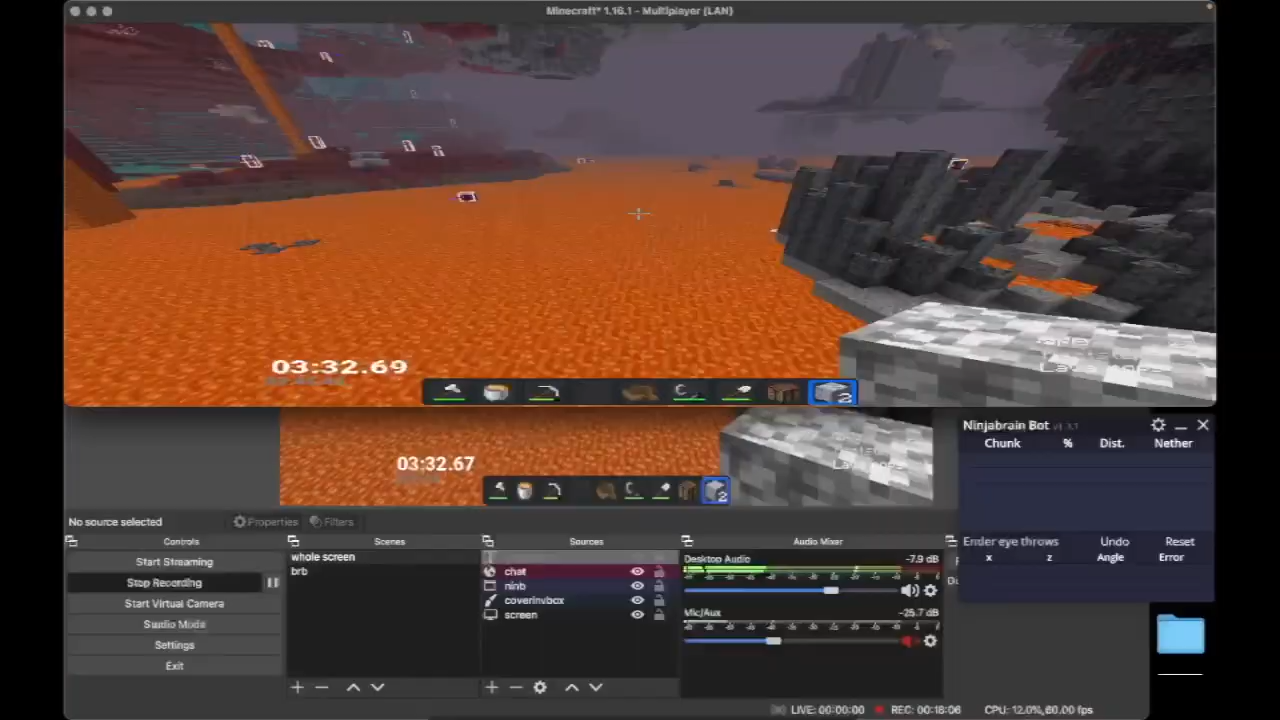 Minecraft* 1.16.1 - Multiplayer (LAN)
03:32.69
2
03:32.67
2
Ninjabrain Bot
Chunk % Dist. Nether
Ender eye throws Undo Reset
x z Angle Error
No source selected
Properties
Filters
Controls
Start Streaming
Stop Recording
Start Virtual Camera
Studio Mode
Settings
Exit
Scenes
whole screen
brb
Sources
chat
ninb
coverinvbox
screen
Audio Mixer
Desktop Audio -7.9 dB
Mic/Aux -25.7 dB
LIVE: 00:00:00 REC: 00:18:06 CPU: 12.0%, 60.00 fps